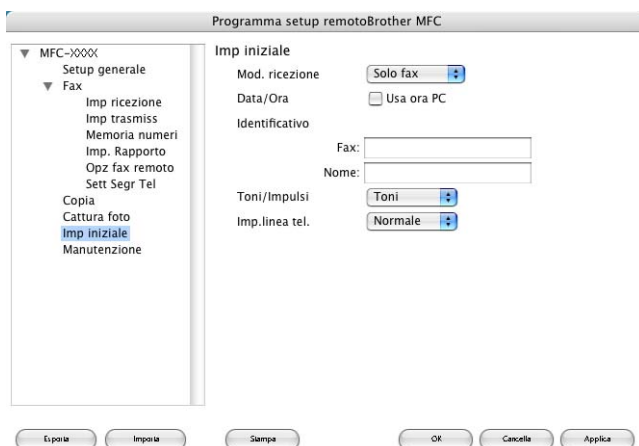 Programma setup remotoBrother MFC
MFC-XXXX
Setup generale
Fax
Imp ricezione
Imp trasmiss
Memoria numeri
Imp. Rapporto
Opz fax remoto
Sett Segr Tel
Copia
Cattura foto
Imp iniziale
Manutenzione
Imp iniziale
Mod. ricezione Solo fax
Data/Ora Usa ora PC
Identificativo
Fax:
Nome:
Toni/Impulsi Toni
Imp.linea tel. Normale
Esporta Importa Stampa OK Cancella Applica